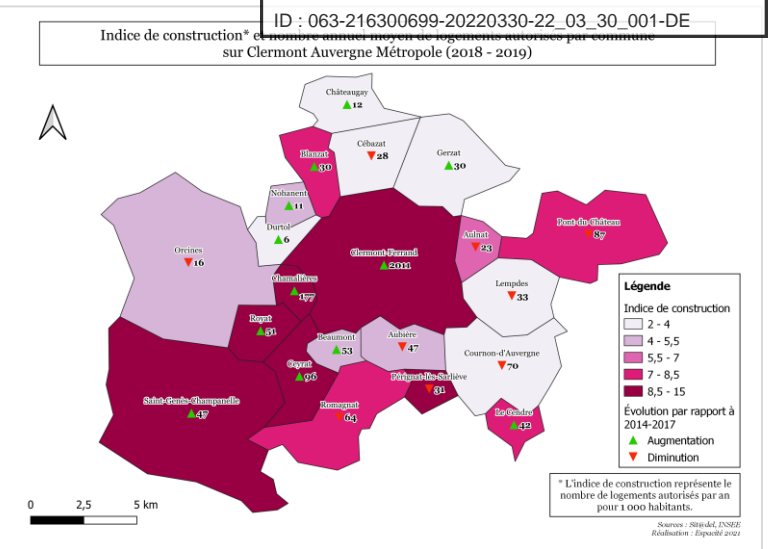 ID : 063-216300699-20220330-22_03_30_001-DE
Indice de construction* et nombre annuel moyen de logements autorisés par commune
sur Clermont Auvergne Métropole (2018 - 2019)
Châteaugay
12
Cébazat
28
Gerzat
30
Blanzat
30
Nohanent
11
Durtol
6
Orcines
16
Pont-du-Château
87
Aulnat
23
Clermont-Ferrand
2011
Chamalières
177
Lempdes
33
Royat
51
Beaumont
53
Aubière
47
Cournon-d'Auvergne
70
Ceyrat
96
Pérignat-lès-Sarliève
31
Saint-Genès-Champanelle
47
Romagnat
64
Le Cendre
42
Légende
Indice de construction
2 - 4
4 - 5,5
5,5 - 7
7 - 8,5
8,5 - 15
Évolution par rapport à
2014-2017
Augmentation
Diminution
* L'indice de construction représente le
nombre de logements autorisés par an
pour 1 000 habitants.
0 2,5 5 km
Sources : Sit@del, INSEE
Réalisation : Espacité 2021